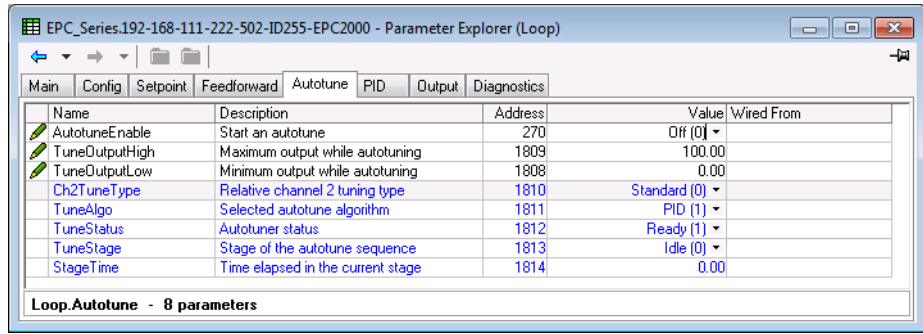 EPC_Series.192-168-111-222-502-ID255-EPC2000 - Parameter Explorer (Loop)
Main Config Setpoint Feedforward Autotune PID Output Diagnostics
Name Description Address Value Wired From
AutotuneEnable Start an autotune 270 Off (0)
TuneOutputHigh Maximum output while autotuning 1809 100.00
TuneOutputLow Minimum output while autotuning 1808 0.00
Ch2TuneType Relative channel 2 tuning type 1810 Standard (0)
TuneAlgo Selected autotune algorithm 1811 PID (1)
TuneStatus Autotuner status 1812 Ready (1)
TuneStage Stage of the autotune sequence 1813 Idle (0)
StageTime Time elapsed in the current stage 1814 0.00
Loop.Autotune - 8 parameters